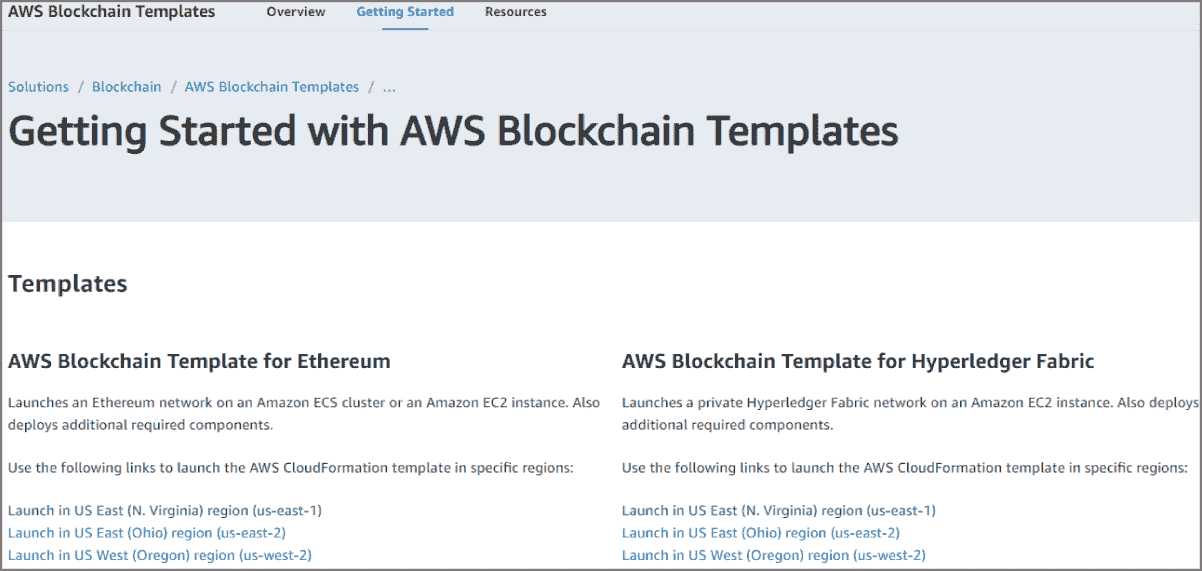 AWS Blockchain Templates Overview Getting Started Resources
Solutions / Blockchain / AWS Blockchain Templates / ...
Getting Started with AWS Blockchain Templates
Templates
AWS Blockchain Template for Ethereum
Launches an Ethereum network on an Amazon ECS cluster or an Amazon EC2 instance. Also
deploys additional required components.
Use the following links to launch the AWS CloudFormation template in specific regions:
Launch in US East (N. Virginia) region (us-east-1)
Launch in US East (Ohio) region (us-east-2)
Launch in US West (Oregon) region (us-west-2)
AWS Blockchain Template for Hyperledger Fabric
Launches a private Hyperledger Fabric network on an Amazon EC2 instance. Also deploys
additional required components.
Use the following links to launch the AWS CloudFormation template in specific regions:
Launch in US East (N. Virginia) region (us-east-1)
Launch in US East (Ohio) region (us-east-2)
Launch in US West (Oregon) region (us-west-2)